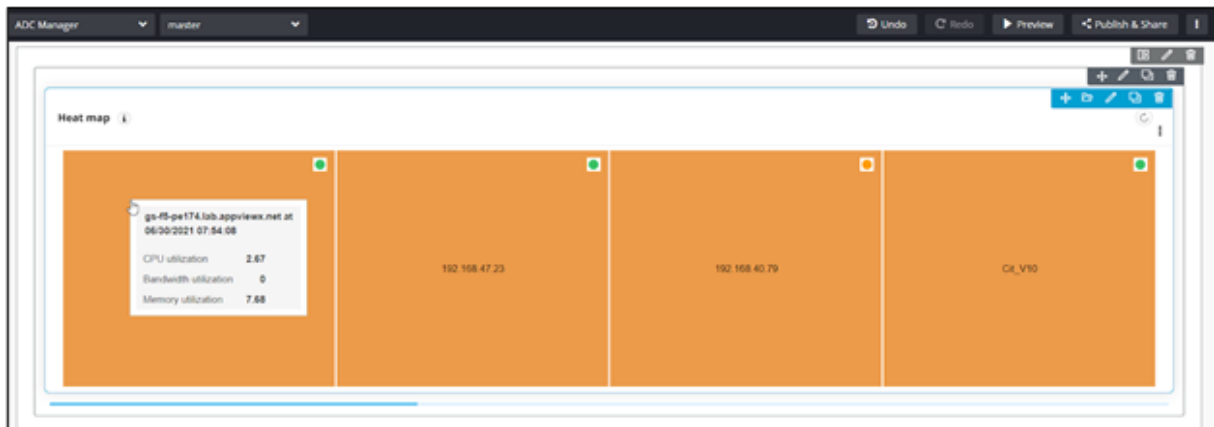 ADC Manager master Undo Redo Preview Publish & Share
Heat map i
gs-f5-pe174.lab.appviewx.net at
06/30/2021 07:54:08
CPU utilization 2.67
Bandwidth utilization 0
Memory utilization 7.68
192.168.47.23
192.168.40.79
Cit_V10